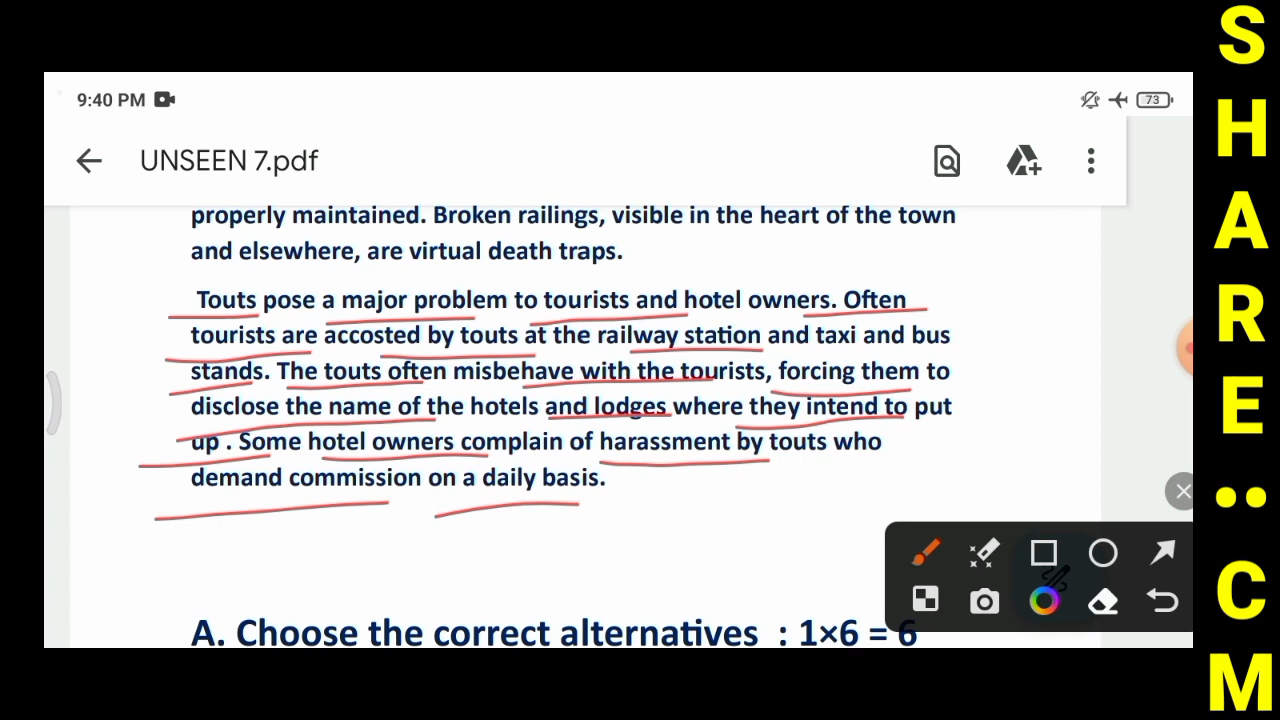 9:40 PM
73
UNSEEN 7.pdf
properly maintained. Broken railings, visible in the heart of the town
and elsewhere, are virtual death traps.
Touts pose a major problem to tourists and hotel owners. Often
tourists are accosted by touts at the railway station and taxi and bus
stands. The touts often misbehave with the tourists, forcing them to
disclose the name of the hotels and lodges where they intend to put
up . Some hotel owners complain of harassment by touts who
demand commission on a daily basis.
A. Choose the correct alternatives : 1×6 = 6
SHARE..CM